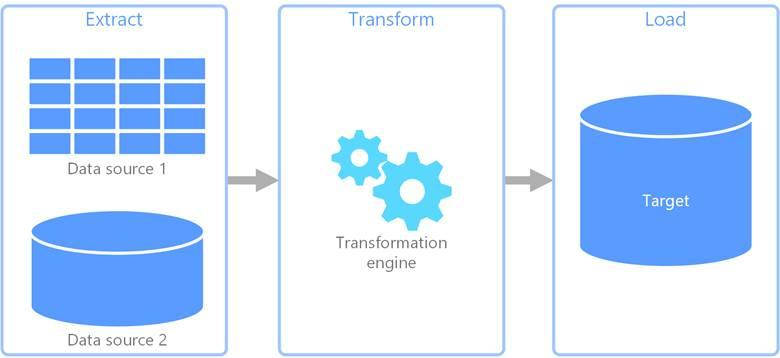 Extract
Data source 1
Data source 2
Transform
Transformation
engine
Load
Target